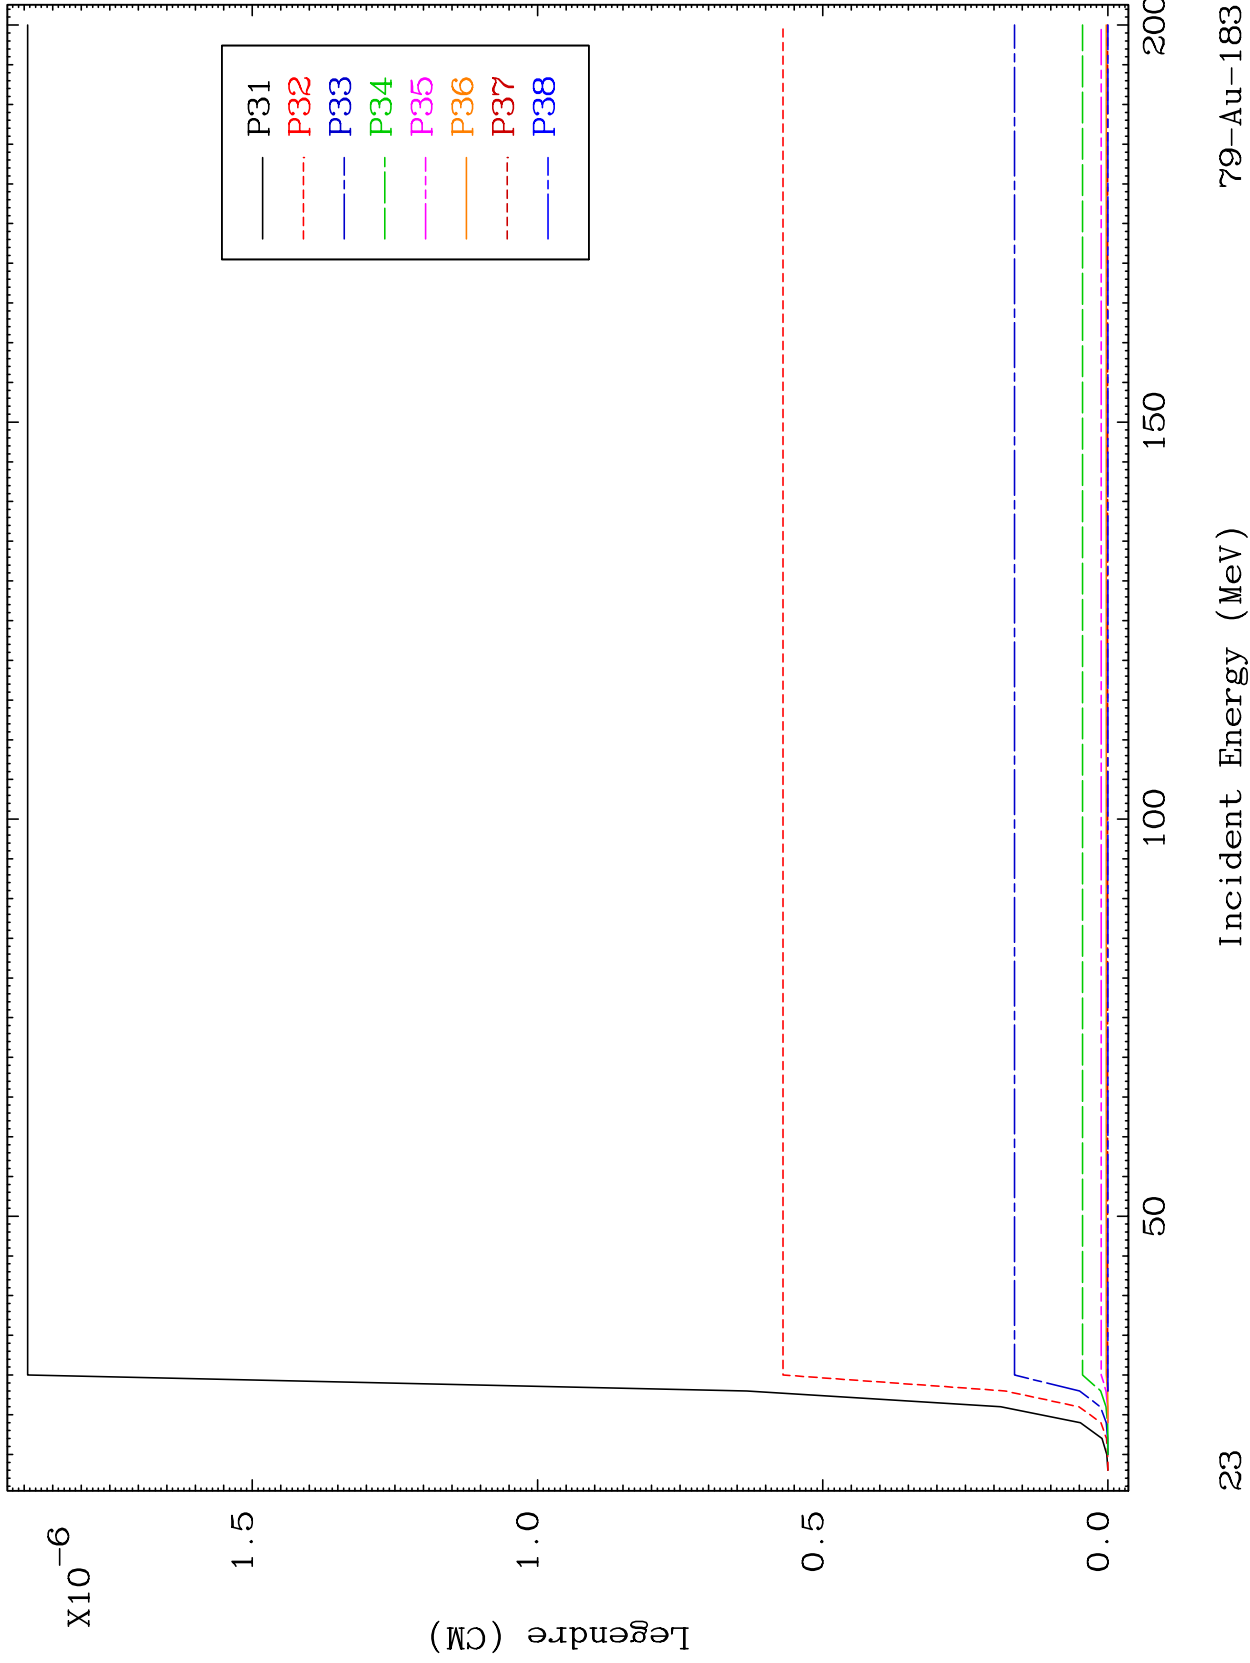 X10-6
1.5
1.0
0.5
0.0
Legendre (CM)
P31
P32
P33
P34
P35
P36
P37
P38
50
100
150
200
23
Incident Energy (MeV)
79-Au-183